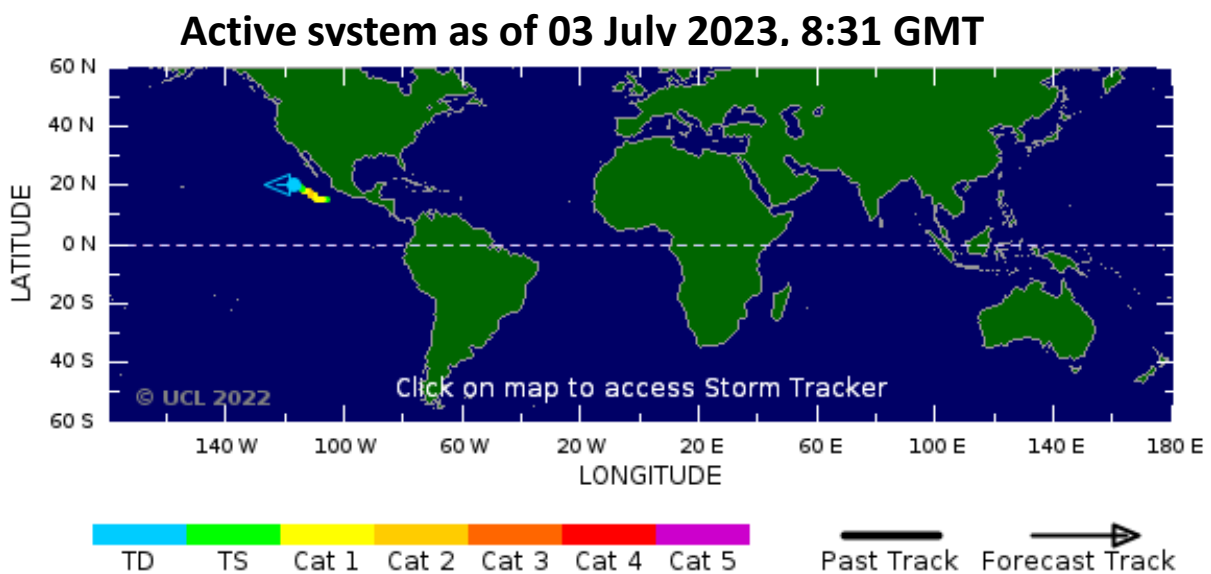 Active system as of 03 July 2023, 8:31 GMT
60 N
40 N
20 N
0 N
20 S
40 S
60 S
LATITUDE
Click on map to access Storm Tracker
© UCL 2022
140 W 100 W 60 W 20 W 20 E 60 E 100 E 140 E 180 E
LONGITUDE
TD TS Cat 1 Cat 2 Cat 3 Cat 4 Cat 5 Past Track Forecast Track